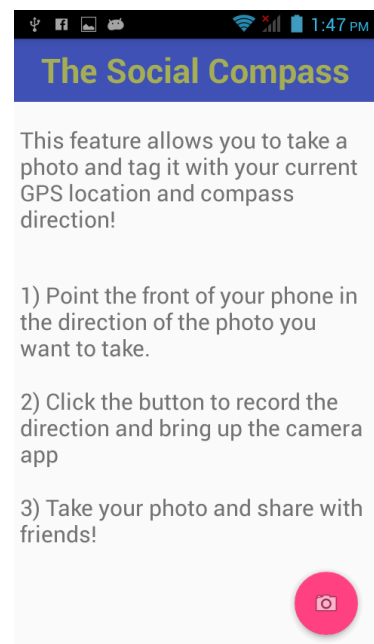 1:47 PM
The Social Compass
This feature allows you to take a
photo and tag it with your current
GPS location and compass
direction!
1) Point the front of your phone in
the direction of the photo you
want to take.
2) Click the button to record the
direction and bring up the camera
app
3) Take your photo and share with
friends!